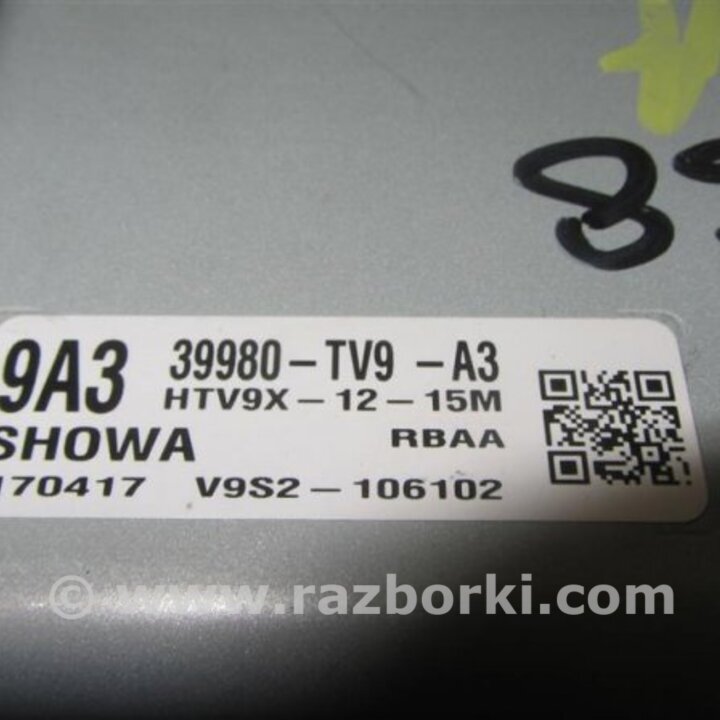 9A3 39980-TV9 -A3
HTV9X-12-15M
SHOWA RBAA
170417 V9S2-106102
© www.razborki.com